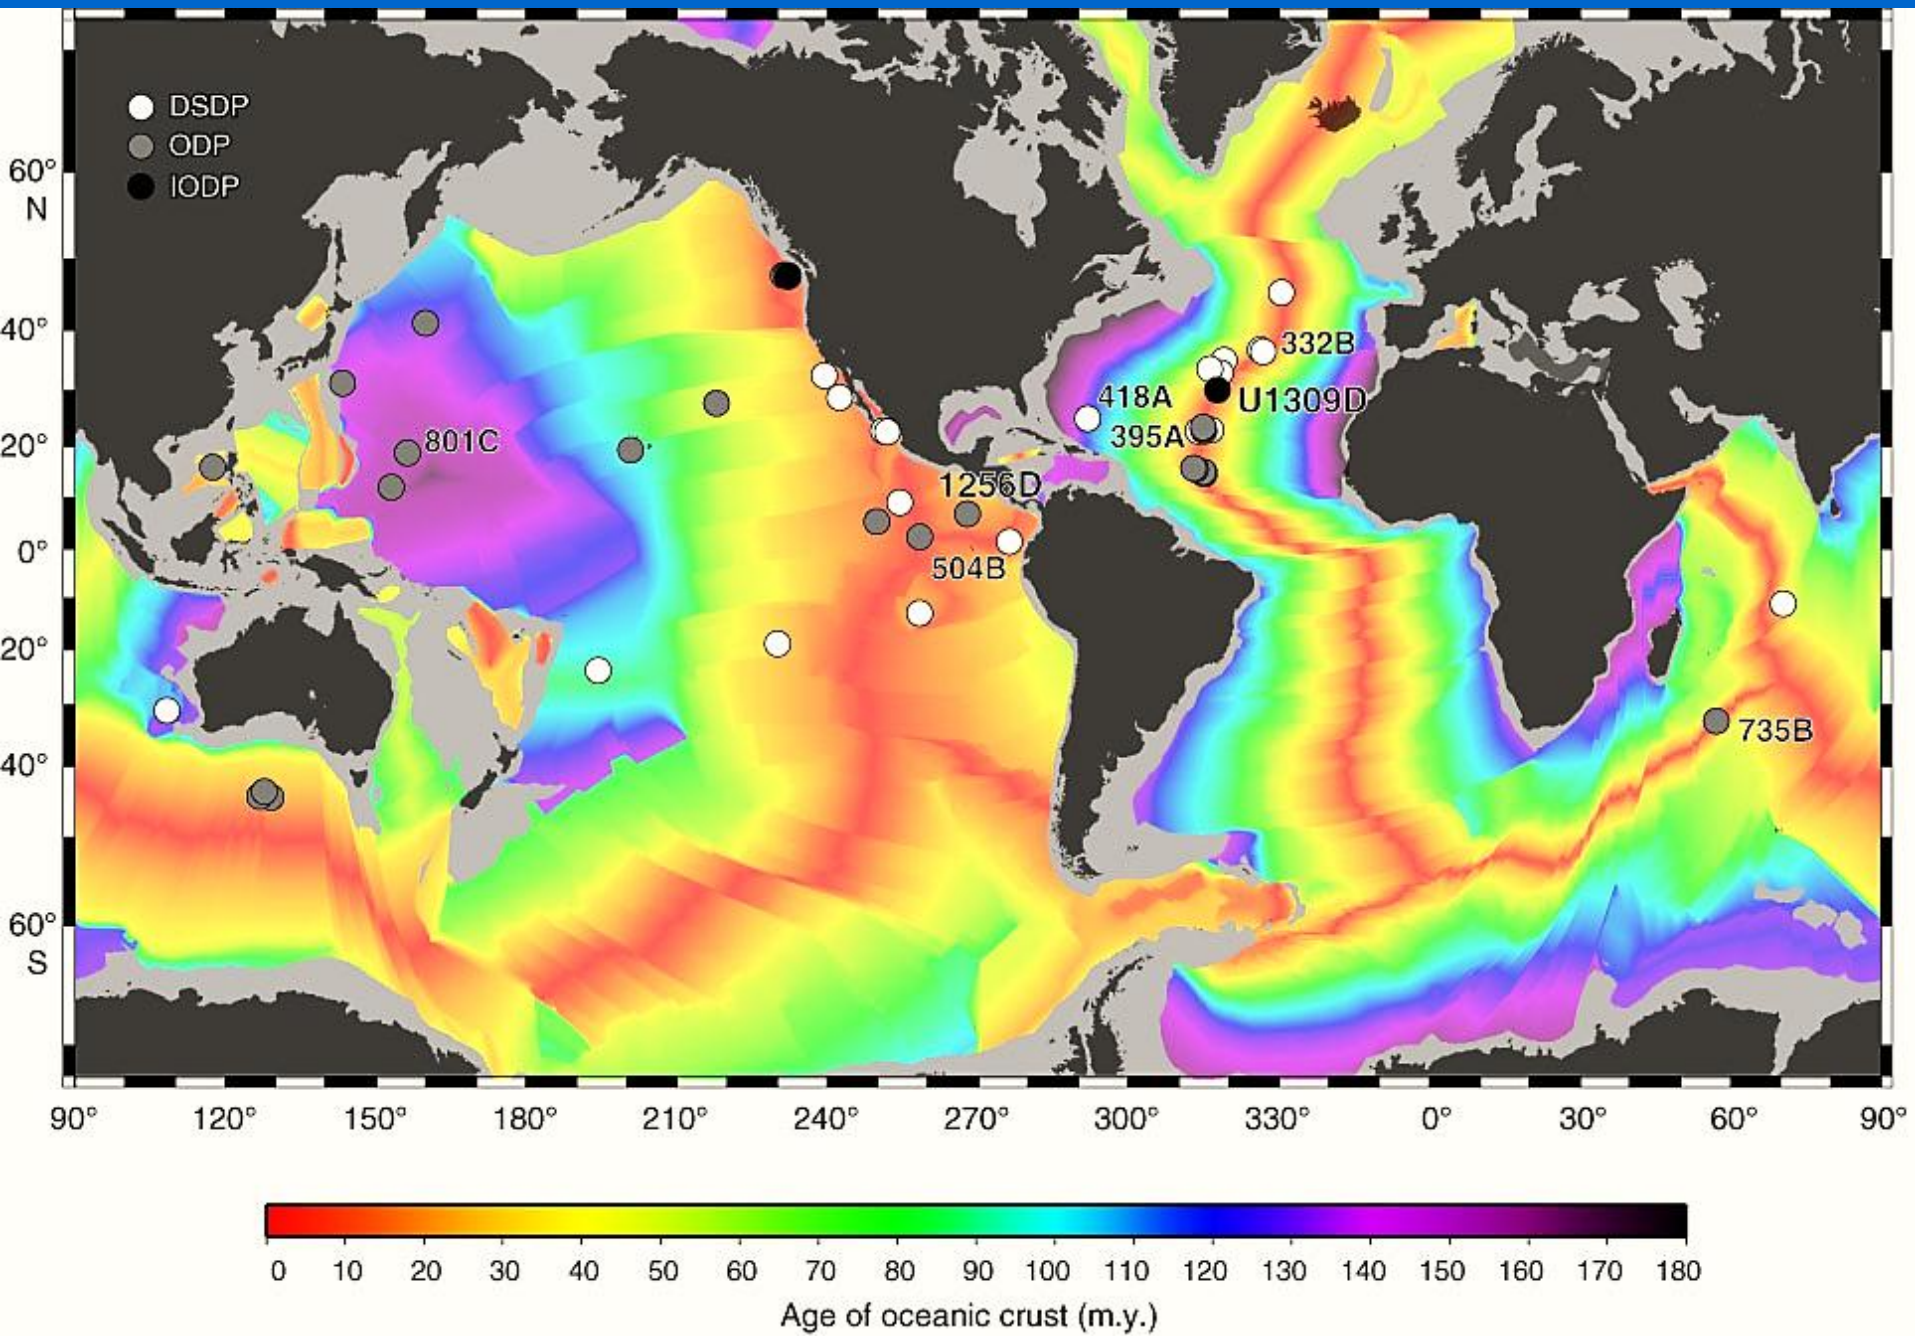 DSDP
ODP
IODP
60°
N
40°
20°
0°
20°
40°
60°
S
332B
418A
U1309D
395A
801C
1256D
504B
735B
90° 120° 150° 180° 210° 240° 270° 300° 330° 0° 30° 60° 90°
0 10 20 30 40 50 60 70 80 90 100 110 120 130 140 150 160 170 180
Age of oceanic crust (m.y.)